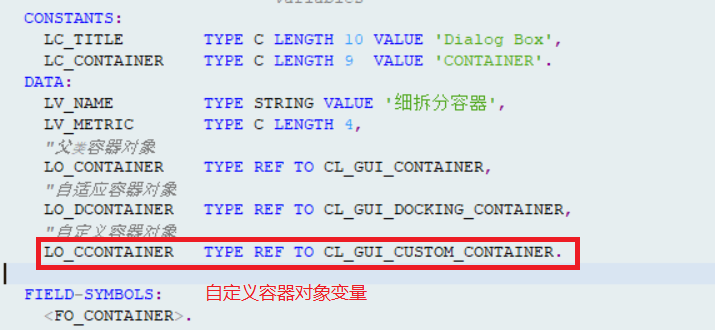 CONSTANTS:
LC_TITLE TYPE C LENGTH 10 VALUE 'Dialog Box',
LC_CONTAINER TYPE C LENGTH 9 VALUE 'CONTAINER'.
DATA:
LV_NAME TYPE STRING VALUE '细拆分容器',
LV_METRIC TYPE C LENGTH 4,
"父类容器对象
LO_CONTAINER TYPE REF TO CL_GUI_CONTAINER,
"自适应容器对象
LO_DCONTAINER TYPE REF TO CL_GUI_DOCKING_CONTAINER,
"自定义容器对象
LO_CCONTAINER TYPE REF TO CL_GUI_CUSTOM_CONTAINER.
FIELD-SYMBOLS: 自定义容器对象变量
<FO_CONTAINER>.